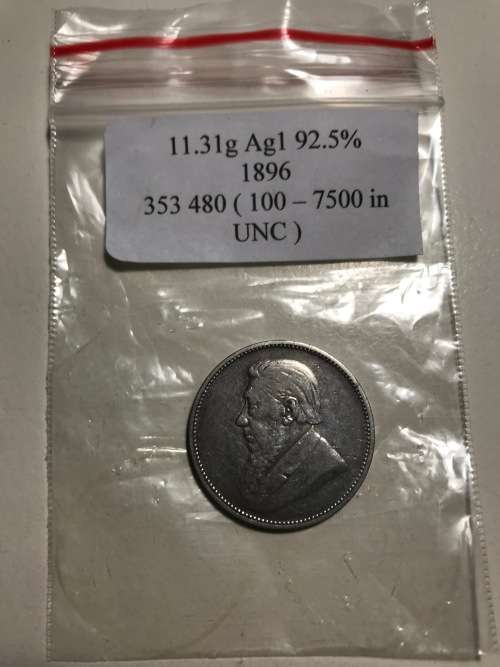 11.31g Ag1 92.5%
1896
353 480 ( 100 – 7500 in
UNC )